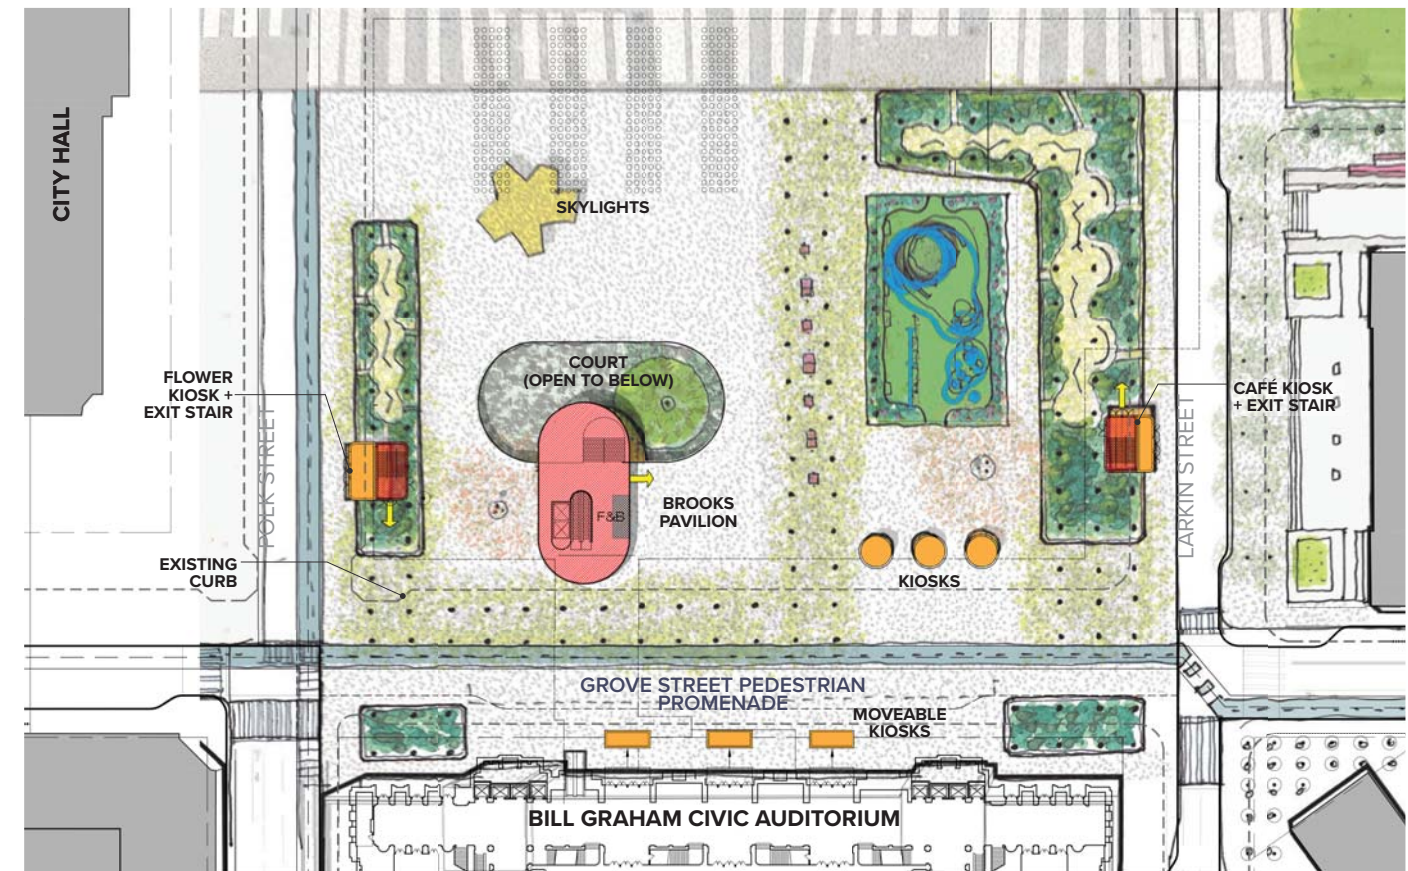 CITY HALL
SKYLIGHTS
COURT
(OPEN TO BELOW)
FLOWER
KIOSK +
EXIT STAIR
CAFÉ KIOSK
+ EXIT STAIR
POLK STREET
LARKIN STREET
F&B
BROOKS
PAVILION
EXISTING
CURB
KIOSKS
GROVE STREET PEDESTRIAN
PROMENADE
MOVEABLE
KIOSKS
BILL GRAHAM CIVIC AUDITORIUM